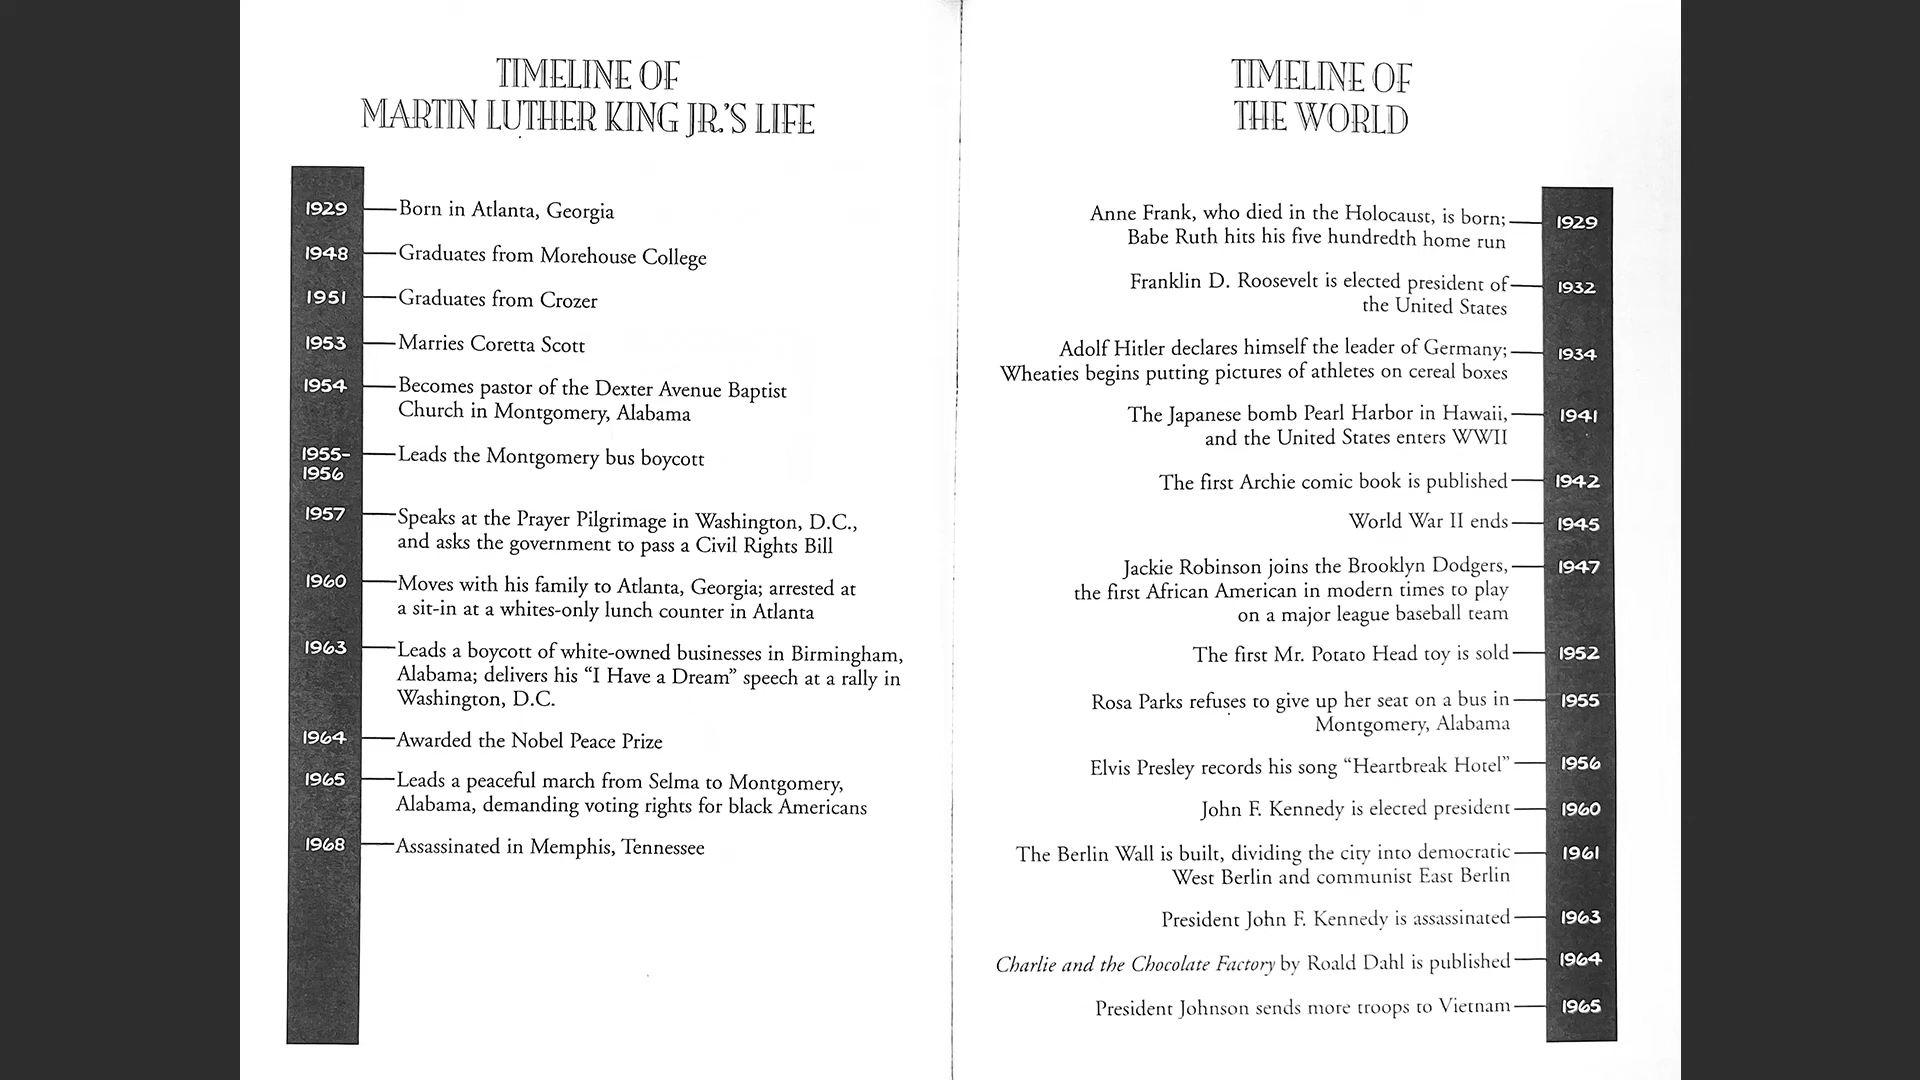 TIMELINE OF
MARTIN LUTHER KING JR.'S LIFE
1929 Born in Atlanta, Georgia
1948 Graduates from Morehouse College
1951 Graduates from Crozer
1953 Marries Coretta Scott
1954 Becomes pastor of the Dexter Avenue Baptist
Church in Montgomery, Alabama
1955- Leads the Montgomery bus boycott
1956
1957 Speaks at the Prayer Pilgrimage in Washington, D.C.,
and asks the government to pass a Civil Rights Bill
1960 Moves with his family to Atlanta, Georgia; arrested at
a sit-in at a whites-only lunch counter in Atlanta
1963 Leads a boycott of white-owned businesses in Birmingham,
Alabama; delivers his “I Have a Dream” speech at a rally in
Washington, D.C.
1964 Awarded the Nobel Peace Prize
1965 Leads a peaceful march from Selma to Montgomery,
Alabama, demanding voting rights for black Americans
1968 Assassinated in Memphis, Tennessee
TIMELINE OF
THE WORLD
Anne Frank, who died in the Holocaust, is born; 1929
Babe Ruth hits his five hundredth home run
Franklin D. Roosevelt is elected president of 1932
the United States
Adolf Hitler declares himself the leader of Germany; 1934
Wheaties begins putting pictures of athletes on cereal boxes
The Japanese bomb Pearl Harbor in Hawaii, 1941
and the United States enters WWII
The first Archie comic book is published 1942
World War II ends 1945
Jackie Robinson joins the Brooklyn Dodgers, 1947
the first African American in modern times to play
on a major league baseball team
The first Mr. Potato Head toy is sold 1952
Rosa Parks refuses to give up her seat on a bus in 1955
Montgomery, Alabama
Elvis Presley records his song “Heartbreak Hotel” 1956
John F. Kennedy is elected president 1960
The Berlin Wall is built, dividing the city into democratic 1961
West Berlin and communist East Berlin
President John F. Kennedy is assassinated 1963
Charlie and the Chocolate Factory by Roald Dahl is published 1964
President Johnson sends more troops to Vietnam 1965